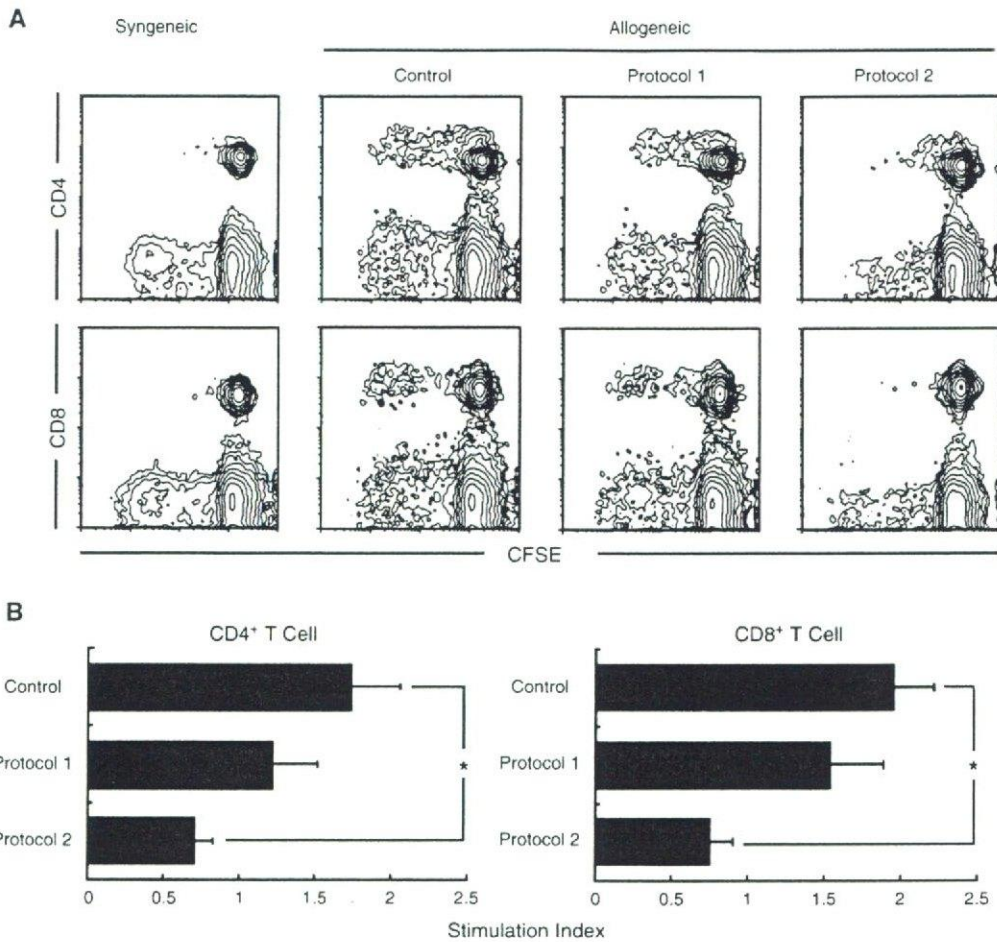 A
Syngeneic
Allogeneic
Control
Protocol 1
Protocol 2
CD4
CD8
CFSE
B
CD4+ T Cell
CD8+ T Cell
Control
Protocol 1
Protocol 2
*
0 0.5 1 1.5 2 2.5
Control
Protocol 1
Protocol 2
*
0 0.5 1 1.5 2 2.5
Stimulation Index